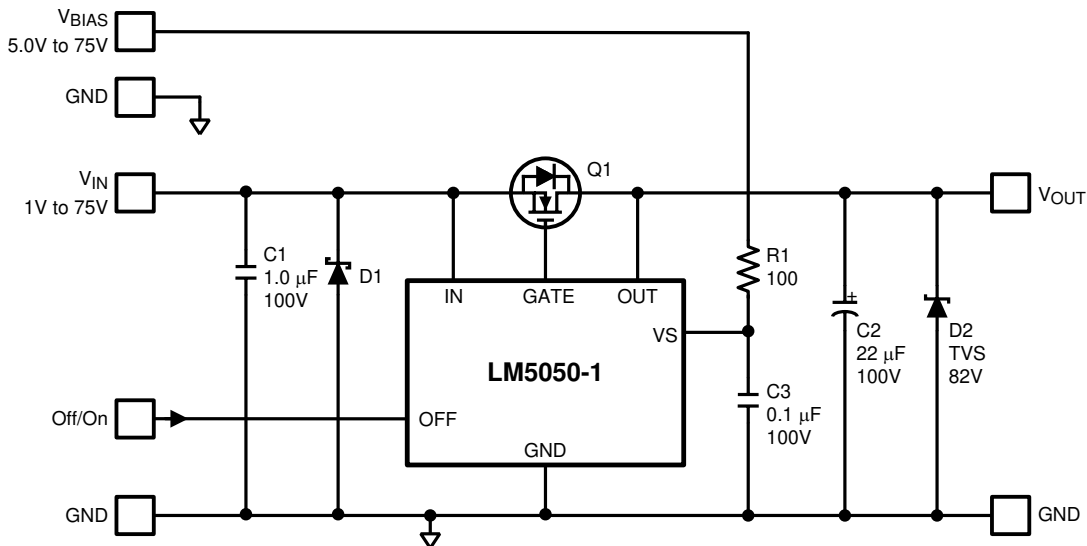 VBIAS
5.0V to 75V
GND
VIN
1V to 75V
Q1
VOUT
C1
1.0 μF
100V
D1
IN
GATE
OUT
R1
100
VS
LM5050-1
+
C2
22 μF
100V
D2
TVS
82V
C3
0.1 μF
100V
Off/On
OFF
GND
GND
GND